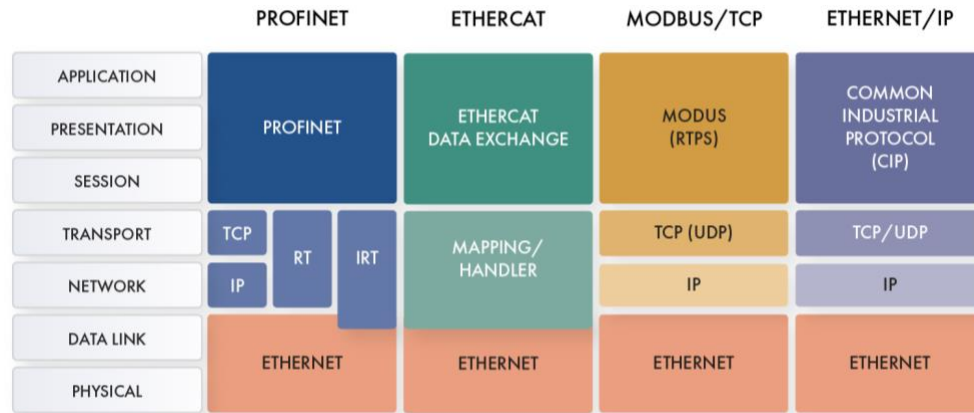 PROFINET
ETHERCAT
MODBUS/TCP
ETHERNET/IP
APPLICATION
PRESENTATION
SESSION
TRANSPORT
NETWORK
DATA LINK
PHYSICAL
PROFINET
TCP
IP
RT
IRT
ETHERNET
ETHERCAT
DATA EXCHANGE
MAPPING/
HANDLER
ETHERNET
MODUS
(RTPS)
TCP (UDP)
IP
ETHERNET
COMMON
INDUSTRIAL
PROTOCOL
(CIP)
TCP/UDP
IP
ETHERNET